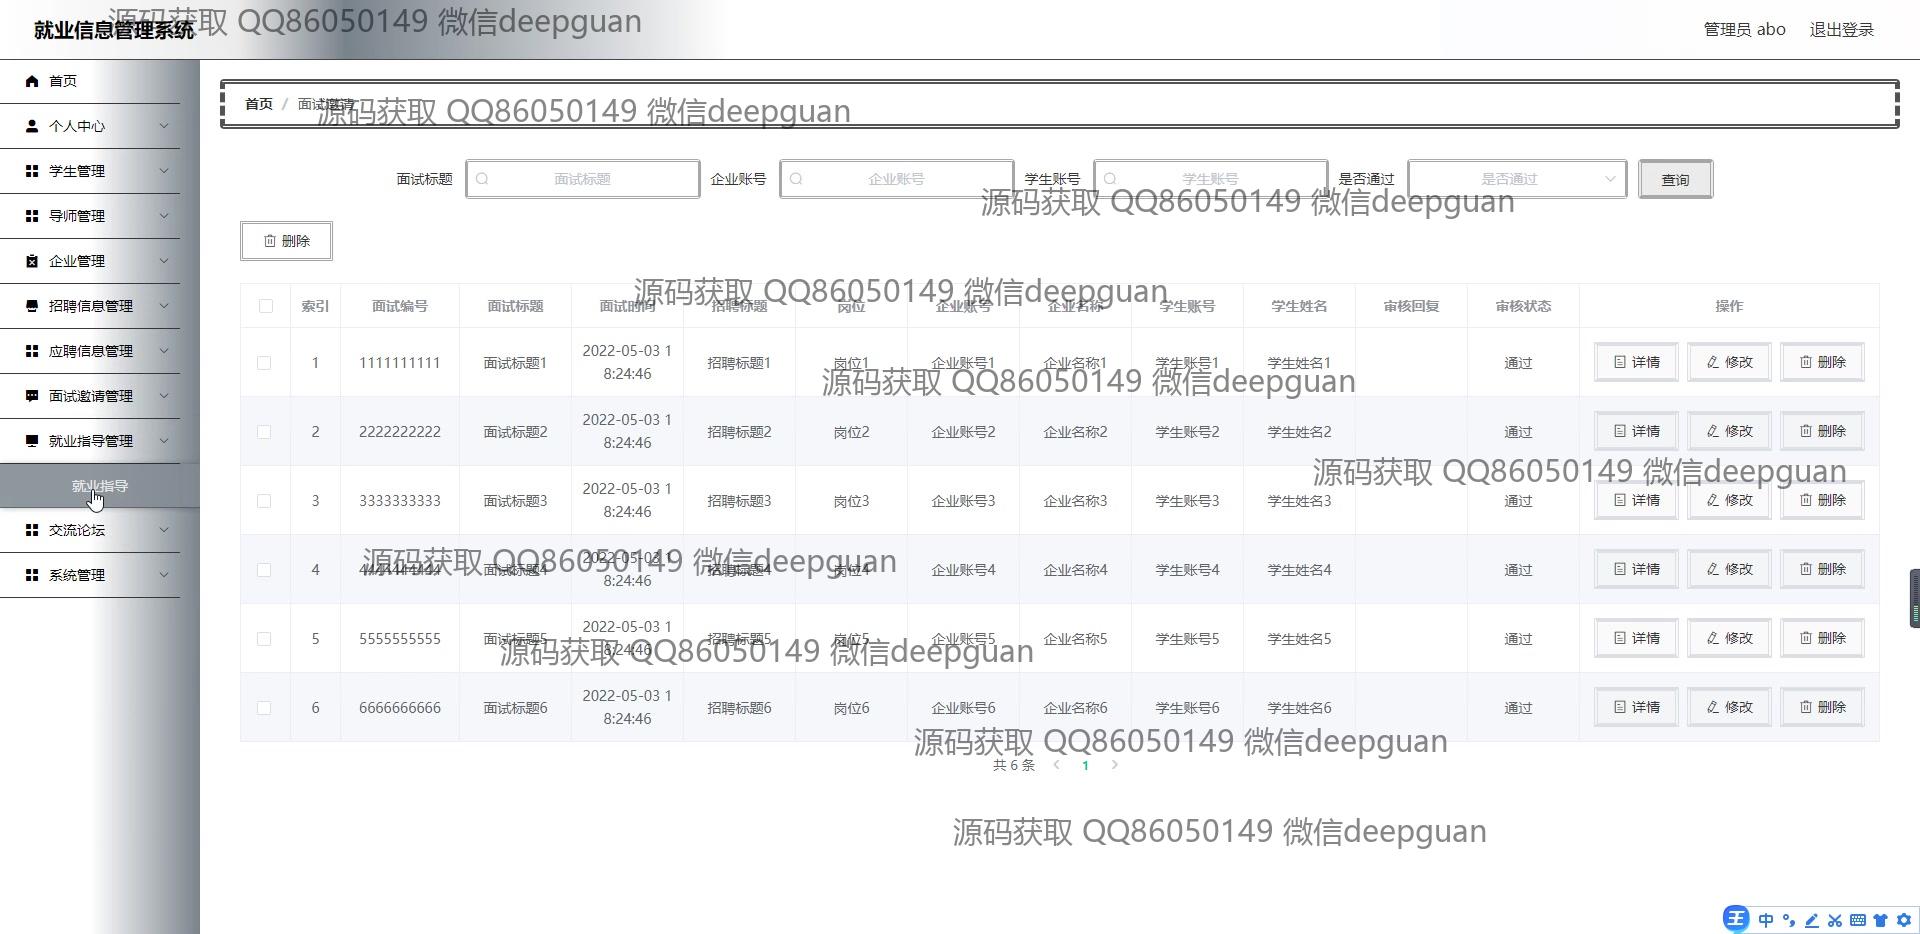 就业信息管理系统
源码获取 QQ86050149 微信deepguan
管理员 abo 退出登录
首页
个人中心
学生管理
导师管理
企业管理
招聘信息管理
应聘信息管理
面试邀请管理
就业指导管理
就业指导
交流论坛
系统管理
首页 / 面试邀请
源码获取 QQ86050149 微信deepguan
面试标题 面试标题 企业账号 企业账号 学生账号 学生账号 是否通过 是否通过 查询
源码获取 QQ86050149 微信deepguan
删除
源码获取 QQ86050149 微信deepguan
索引 面试编号 面试标题 面试时间 招聘标题 岗位 企业账号 企业名称 学生账号 学生姓名 审核回复 审核状态 操作
1 1111111111 面试标题1 2022-05-03 1 招聘标题1 岗位1 企业账号1 企业名称1 学生账号1 学生姓名1 通过 详情 修改 删除
8:24:46
源码获取 QQ86050149 微信deepguan
2 2222222222 面试标题2 2022-05-03 1 招聘标题2 岗位2 企业账号2 企业名称2 学生账号2 学生姓名2 通过 详情 修改 删除
8:24:46
源码获取 QQ86050149 微信deepguan
3 3333333333 面试标题3 2022-05-03 1 招聘标题3 岗位3 企业账号3 企业名称3 学生账号3 学生姓名3 通过 详情 修改 删除
8:24:46
源码获取 QQ86050149 微信deepguan
4 4444444444 面试标题4 2022-05-03 1 招聘标题4 岗位4 企业账号4 企业名称4 学生账号4 学生姓名4 通过 详情 修改 删除
8:24:46
5 5555555555 面试标题5 2022-05-03 1 招聘标题5 岗位5 企业账号5 企业名称5 学生账号5 学生姓名5 通过 详情 修改 删除
8:24:46
源码获取 QQ86050149 微信deepguan
6 6666666666 面试标题6 2022-05-03 1 招聘标题6 岗位6 企业账号6 企业名称6 学生账号6 学生姓名6 通过 详情 修改 删除
8:24:46
源码获取 QQ86050149 微信deepguan
共 6 条 1
源码获取 QQ86050149 微信deepguan
王 中